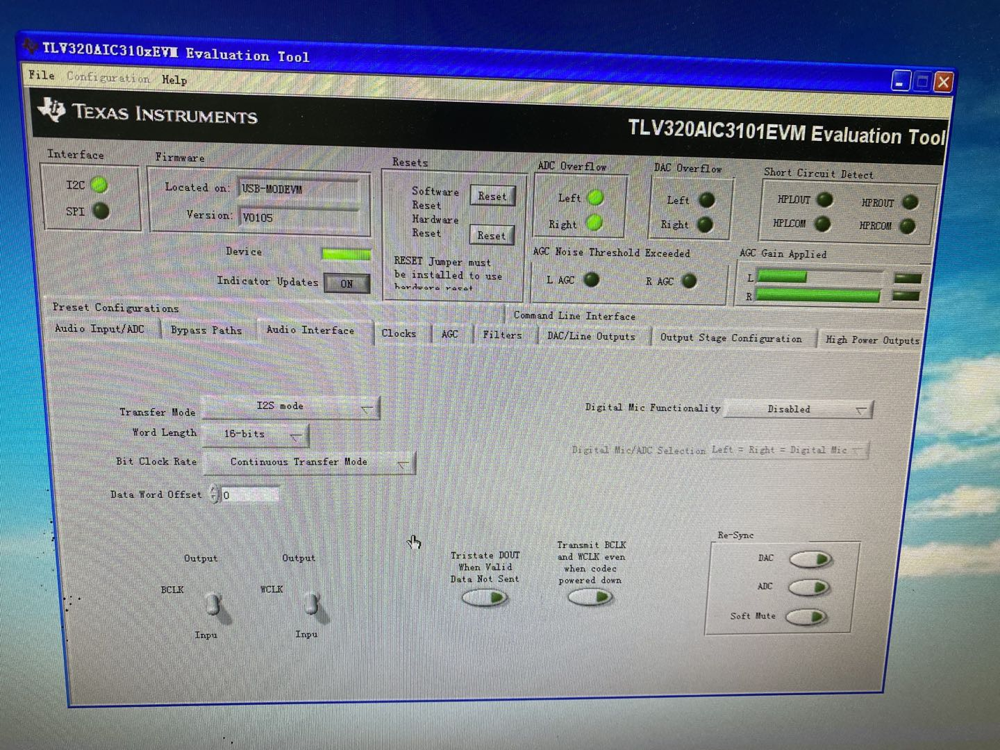 TLV320AIC310xEVM Evaluation Tool
File Configuration Help
TEXAS INSTRUMENTS
TLV320AIC3101EVM Evaluation Tool
Interface
I2C
SPI
Firmware
Located on: USB-MODEVM
Version: V0105
Device
Indicator Updates ON
Resets
Software
Reset
Reset
Hardware
Reset
Reset
RESET Jumper must
be installed to use
hardware reset
ADC Overflow
Left
Right
DAC Overflow
Left
Right
Short Circuit Detect
HPLOUT HPROUT
HPLCOM HPRCOM
AGC Noise Threshold Exceeded
L AGC R AGC
AGC Gain Applied
L
R
Preset Configurations Command Line Interface
Audio Input/ADC Bypass Paths Audio Interface Clocks AGC Filters DAC/Line Outputs Output Stage Configuration High Power Outputs
Transfer Mode I2S mode
Word Length 16-bits
Bit Clock Rate Continuous Transfer Mode
Data Word Offset 0
Digital Mic Functionality Disabled
Digital Mic/ADC Selection Left = Right = Digital Mic
Output Output
BCLK WCLK
Inpu Inpu
Tristate DOUT
When Valid
Data Not Sent
Transmit BCLK
and WCLK even
when codec
powered down
Re-Sync
DAC
ADC
Soft Mute